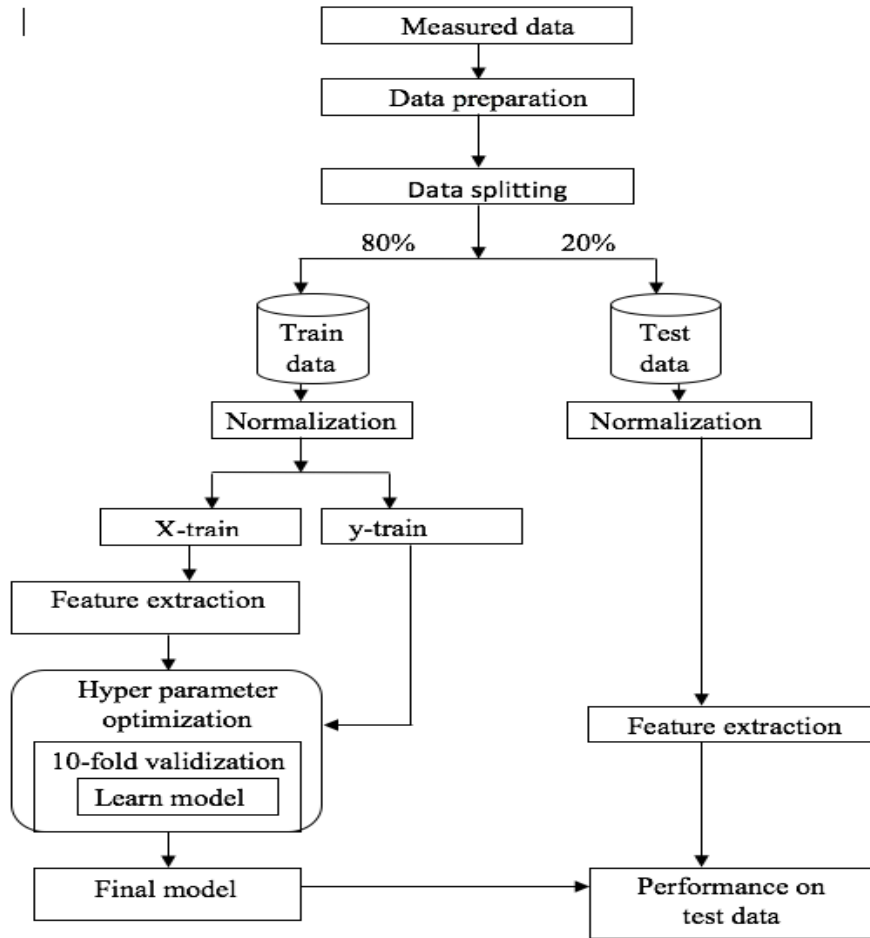 Measured data
Data preparation
Data splitting
80%
20%
Train
data
Test
data
Normalization
Normalization
X-train
y-train
Feature extraction
Hyper parameter
optimization
10-fold validization
Learn model
Feature extraction
Final model
Performance on
test data